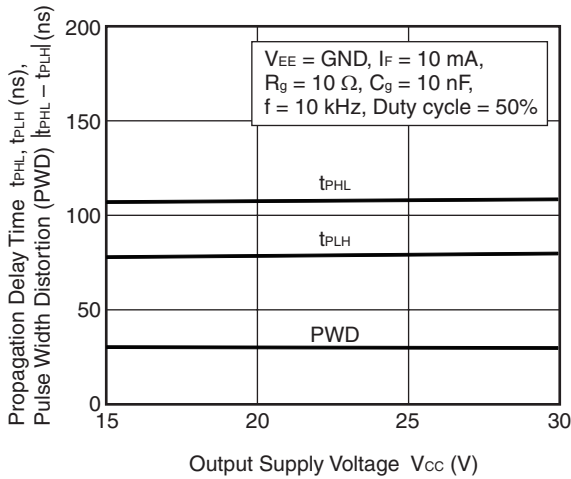 Propagation Delay Time tPHL, tPLH (ns),
Pulse Width Distortion (PWD) |tPHL – tPLH| (ns)
200
150
100
50
0
VEE = GND, IF = 10 mA,
Rg = 10 Ω, Cg = 10 nF,
f = 10 kHz, Duty cycle = 50%
tPHL
tPLH
PWD
15 20 25 30
Output Supply Voltage VCC (V)